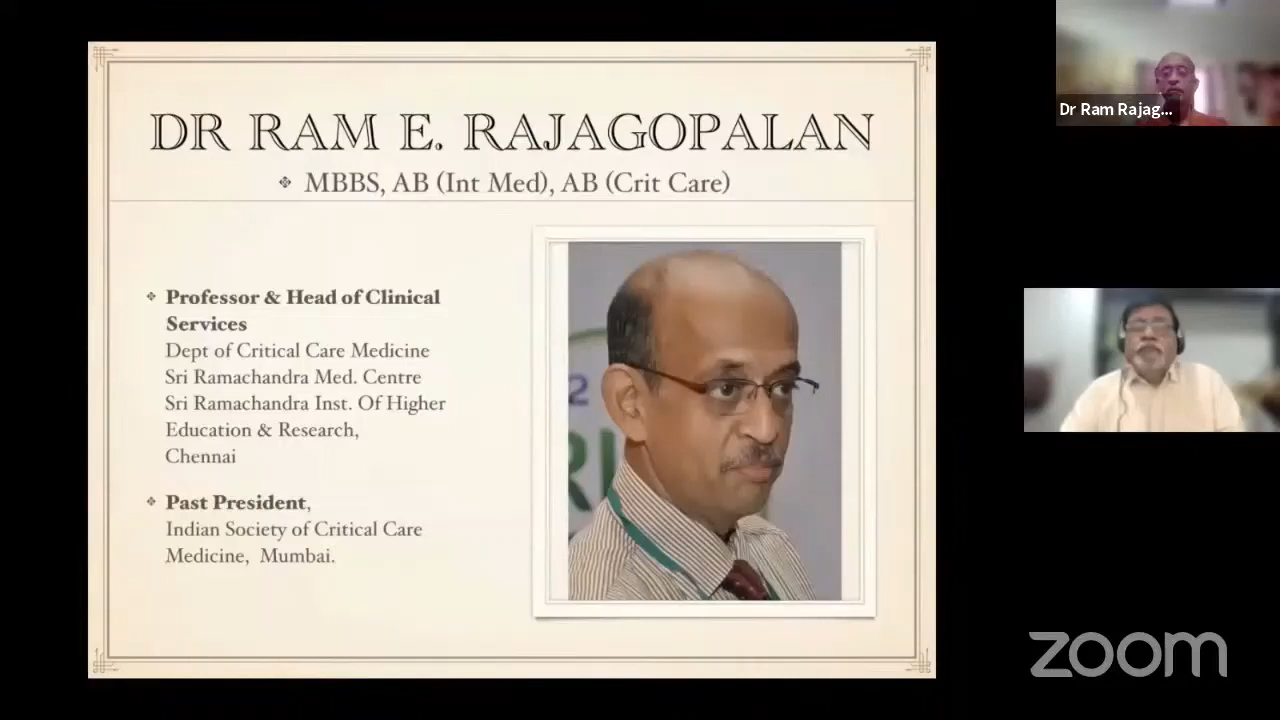 DR RAM E. RAJAGOPALAN
MBBS, AB (Int Med), AB (Crit Care)
Professor & Head of Clinical
Services
Dept of Critical Care Medicine
Sri Ramachandra Med. Centre
Sri Ramachandra Inst. Of Higher
Education & Research,
Chennai
Past President,
Indian Society of Critical Care
Medicine, Mumbai.
2
RI
Dr Ram Rajag...
zoom